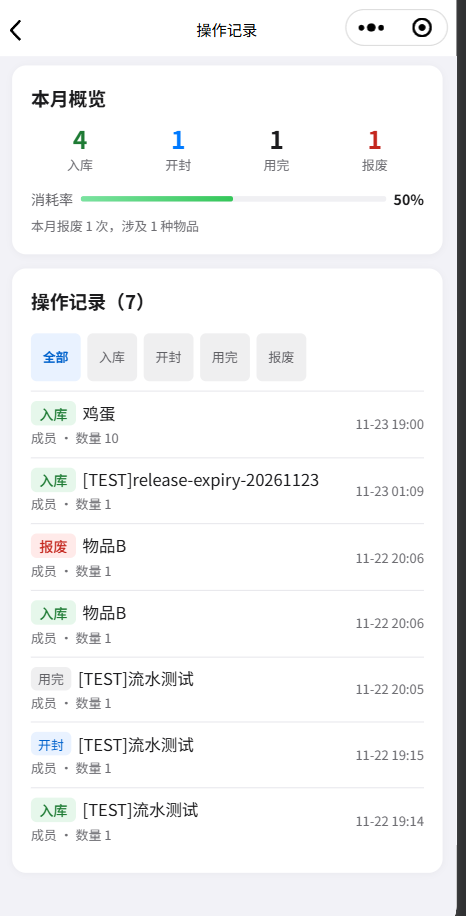 操作记录
本月概览
4 1 1 1
入库 开封 用完 报废
消耗率 50%
本月报废 1 次，涉及 1 种物品
操作记录（7）
全部 入库 开封 用完 报废
入库 鸡蛋
成员 · 数量 10
11-23 19:00
入库 [TEST]release-expiry-20261123
成员 · 数量 1
11-23 01:09
报废 物品B
成员 · 数量 1
11-22 20:06
入库 物品B
成员 · 数量 1
11-22 20:06
用完 [TEST]流水测试
成员 · 数量 1
11-22 20:05
开封 [TEST]流水测试
成员 · 数量 1
11-22 19:15
入库 [TEST]流水测试
成员 · 数量 1
11-22 19:14